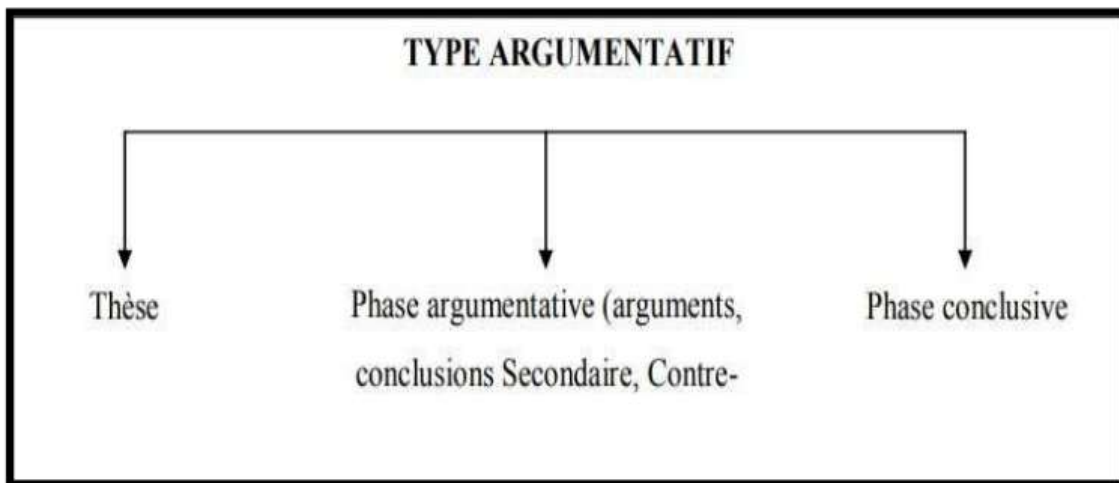 TYPE ARGUMENTATIF
Thèse
Phase argumentative (arguments,
conclusions Secondaire, Contre-
Phase conclusive